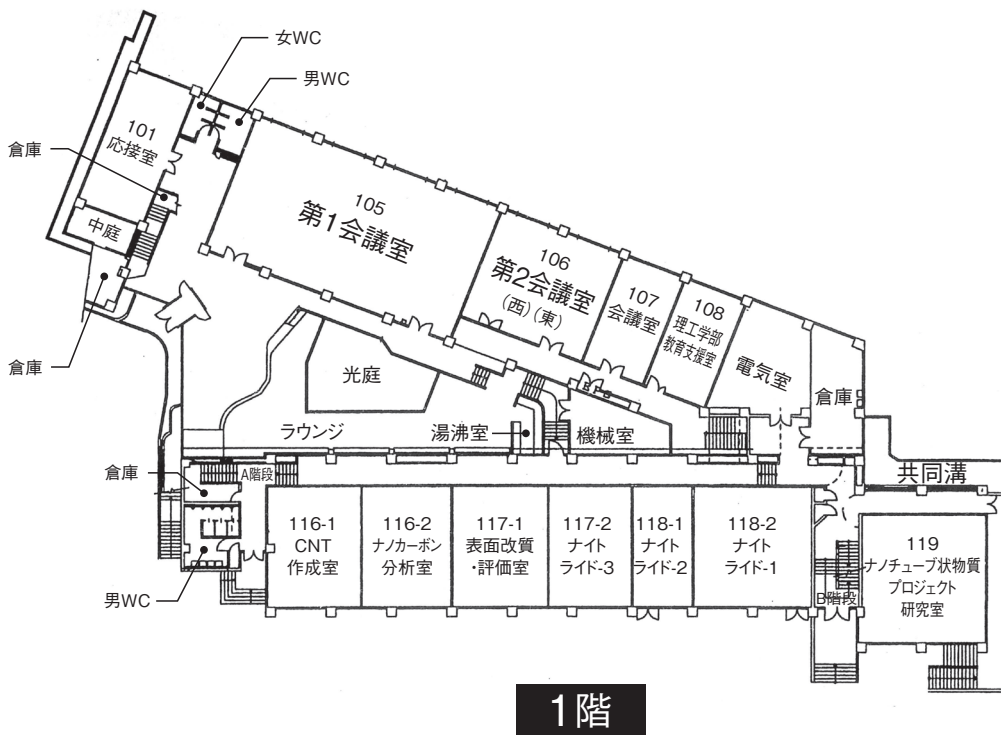 女WC
男WC
101
応接室
倉庫
中庭
倉庫
105
第1会議室
106
第2会議室
(西)(東)
107
会議室
108
理工学部
教育支援室
電気室
倉庫
光庭
ラウンジ
湯沸室
機械室
共同溝
倉庫
A階段
男WC
116-1
CNT
作成室
116-2
ナノカーボン
分析室
117-1
表面改質
・評価室
117-2
ナイト
ライド-3
118-1
ナイト
ライド-2
118-2
ナイト
ライド-1
B階段
119
ナノチューブ状物質
プロジェクト
研究室
1階